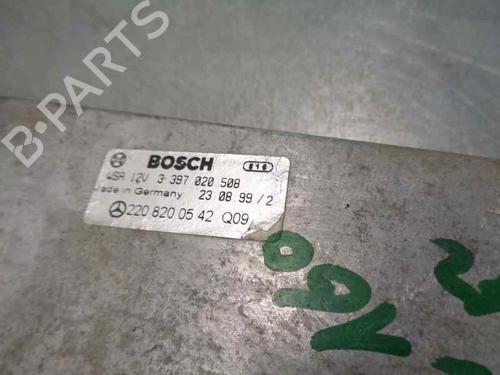 B-PARTS
BOSCH
WSA 12V 3 397 020 508
Made in Germany 23 08.99/2
220 820 05 42 Q09